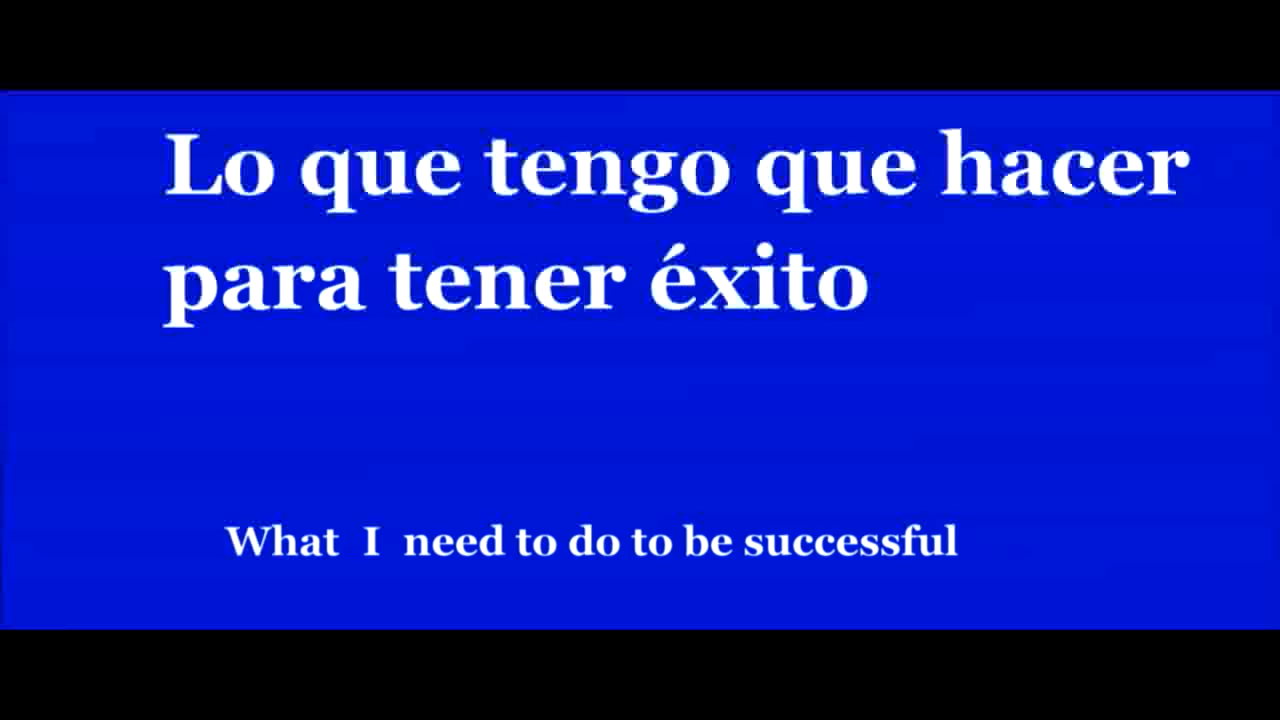 Lo que tengo que hacer
para tener éxito
What I need to do to be successful